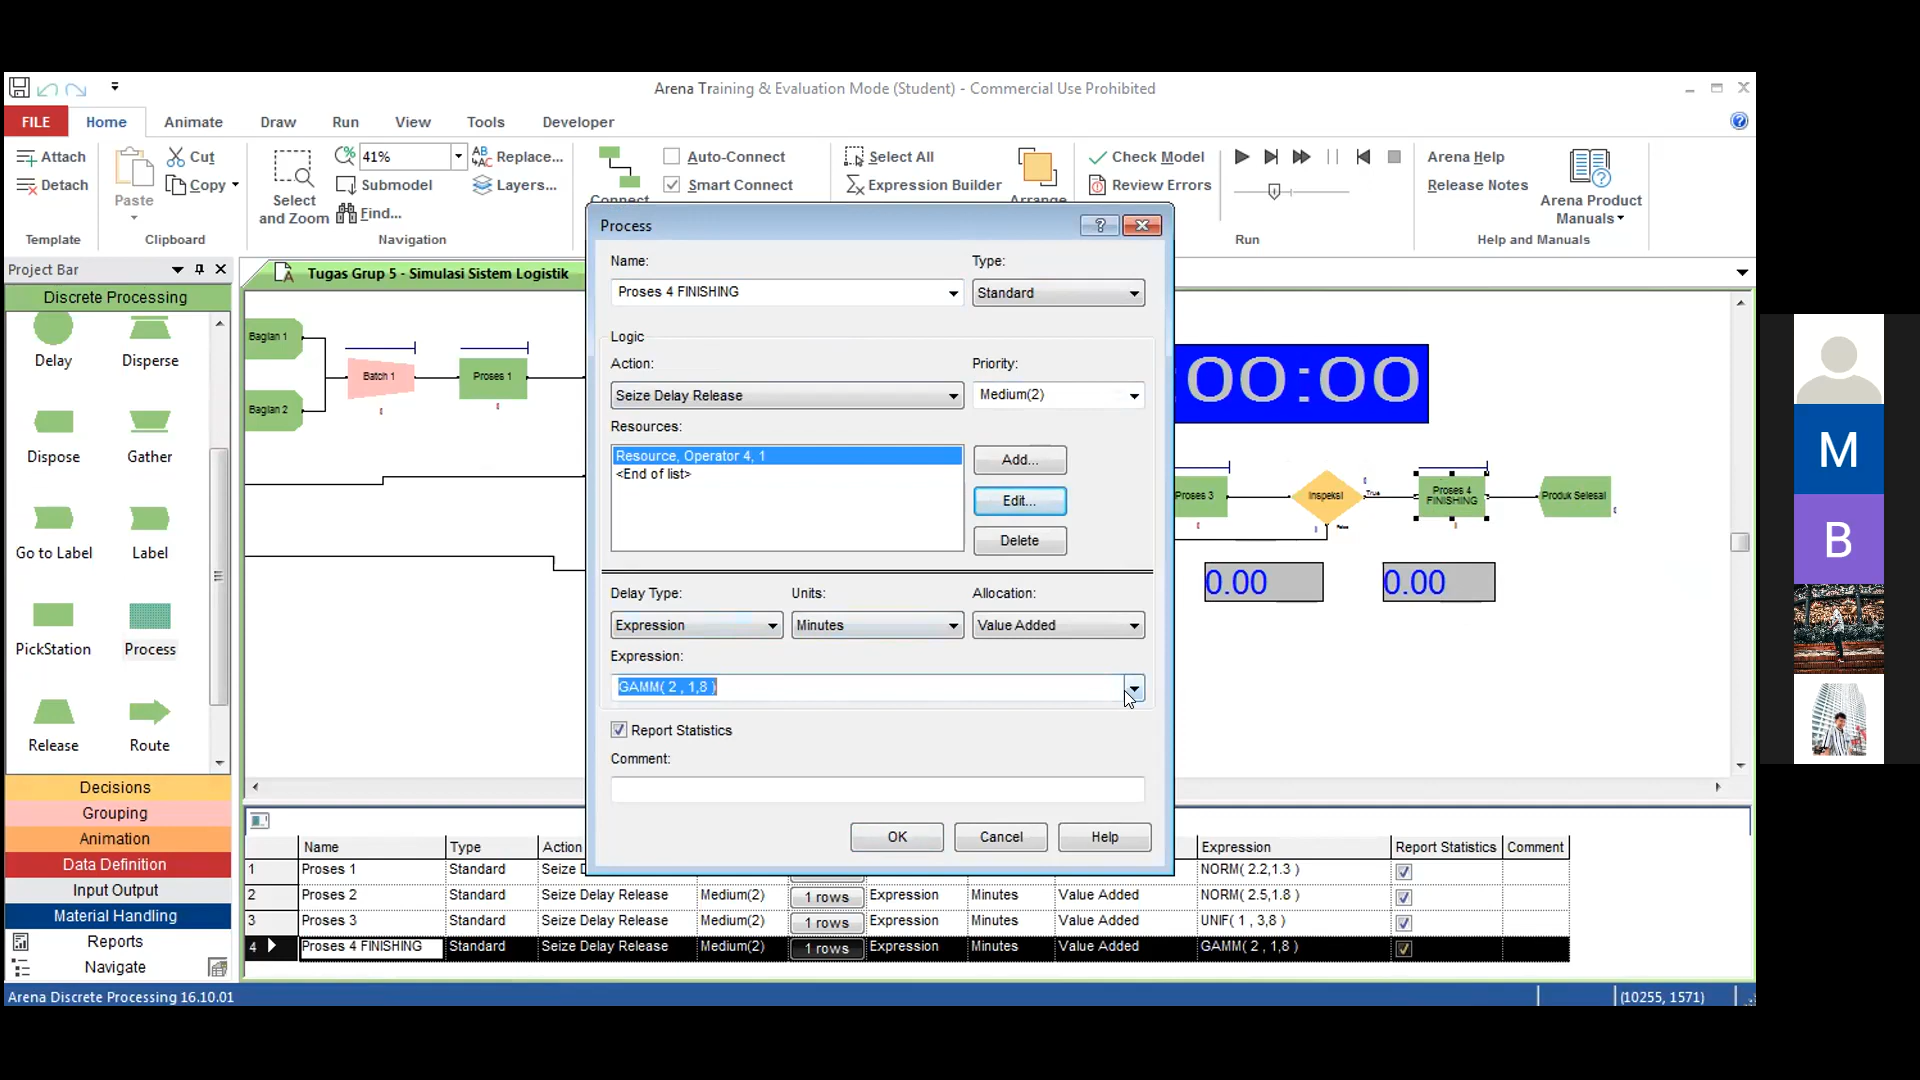 Arena Training & Evaluation Mode (Student) - Commercial Use Prohibited
FILE Home Animate Draw Run View Tools Developer
Attach
Detach
Template
Paste
Cut
Copy
Clipboard
Select and Zoom
41%
Submodel
Find...
Replace...
Layers...
Navigation
Connect
Auto-Connect
Smart Connect
Select All
Expression Builder
Arrange
Check Model
Review Errors
Run
Arena Help
Release Notes
Arena Product
Manuals
Help and Manuals
Project Bar
Tugas Grup 5 - Simulasi Sistem Logistik
Discrete Processing
Delay Disperse
Dispose Gather
Go to Label Label
PickStation Process
Release Route
Decisions
Grouping
Animation
Data Definition
Input Output
Material Handling
Reports
Navigate
Bagian 1
Bagian 2
Batch 1
Proses 1
Process
Name: Type:
Proses 4 FINISHING Standard
Logic
Action: Priority:
Seize Delay Release Medium(2)
Resources:
Resource, Operator 4, 1
<End of list>
Add...
Edit...
Delete
Delay Type: Units: Allocation:
Expression Minutes Value Added
Expression:
GAMM( 2 , 1,8 )
Report Statistics
Comment:
OK Cancel Help
:00:00
Proses 3
Inspeksi
True
False
Proses 4
FINISHING
Produk Selesai
0.00 0.00
Name Type Action Expression Report Statistics Comment
1 Proses 1 Standard Seize D NORM( 2.2,1.3 )
2 Proses 2 Standard Seize Delay Release Medium(2) 1 rows Expression Minutes Value Added NORM( 2.5,1.8 )
3 Proses 3 Standard Seize Delay Release Medium(2) 1 rows Expression Minutes Value Added UNIF( 1 , 3,8 )
4 Proses 4 FINISHING Standard Seize Delay Release Medium(2) 1 rows Expression Minutes Value Added GAMM( 2 , 1,8 )
Arena Discrete Processing 16.10.01
(10255, 1571)
M
B